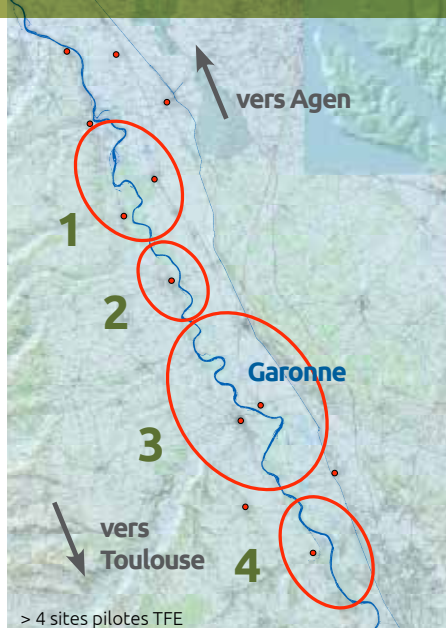 vers Agen
1
2
Garonne
3
vers
Toulouse
4
> 4 sites pilotes TFE